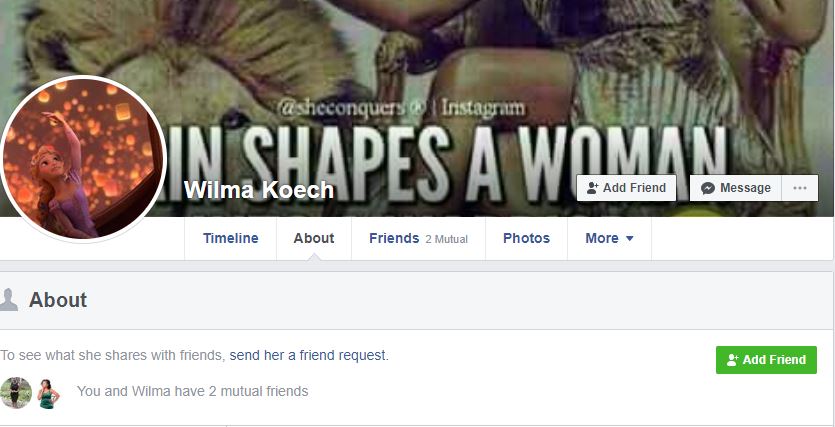 @sheconquers ® | Instagram
IN SHAPES A WOMAN
Wilma Koech
Add Friend
Message
Timeline
About
Friends 2 Mutual
Photos
More
About
To see what she shares with friends, send her a friend request.
Add Friend
You and Wilma have 2 mutual friends